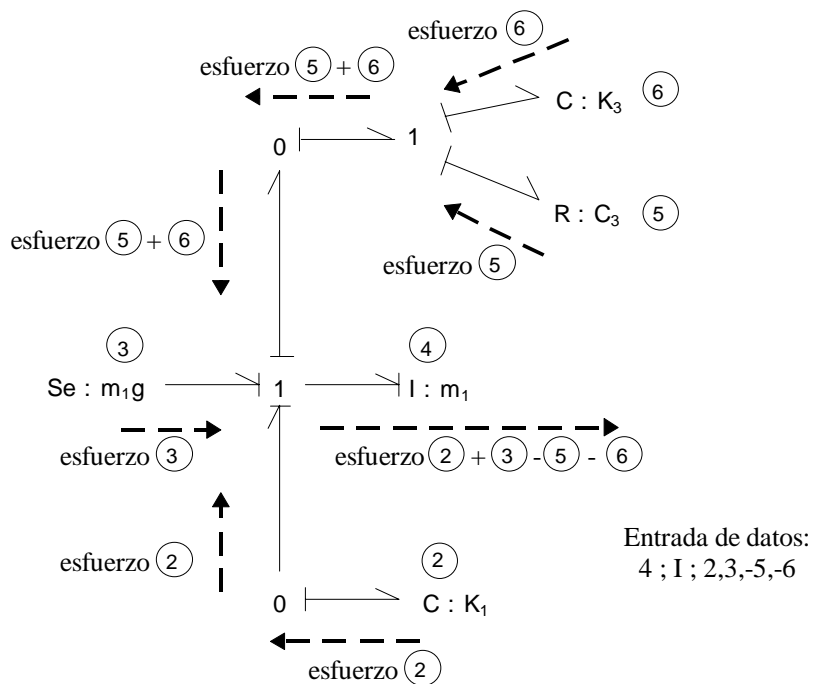 esfuerzo 6
esfuerzo 5 + 6
C : K3 6
0 1
R : C3 5
esfuerzo 5 + 6
esfuerzo 5
3 4
Se : m1g 1 I : m1
esfuerzo 3 esfuerzo 2 + 3 - 5 - 6
Entrada de datos:
4 ; I ; 2,3,-5,-6
esfuerzo 2
2
0 C : K1
esfuerzo 2